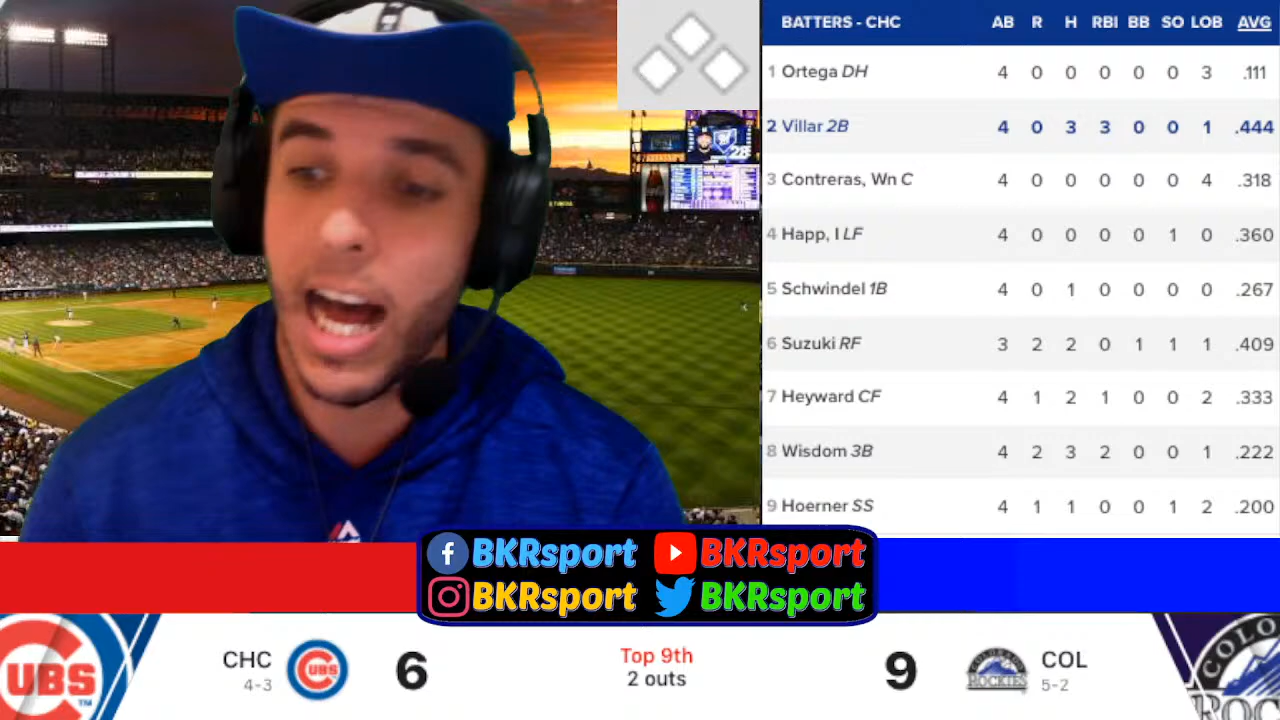 BATTERS - CHC AB R H RBI BB SO LOB AVG
1 Ortega DH 4 0 0 0 0 0 3 .111
2 Villar 2B 4 0 3 3 0 0 1 .444
3 Contreras, Wn C 4 0 0 0 0 0 4 .318
4 Happ, I LF 4 0 0 0 0 1 0 .360
5 Schwindel 1B 4 0 1 0 0 0 0 .267
6 Suzuki RF 3 2 2 0 1 1 1 .409
7 Heyward CF 4 1 2 1 0 0 2 .333
8 Wisdom 3B 4 2 3 2 0 0 1 .222
9 Hoerner SS 4 1 1 0 0 1 2 .200
BKRsport BKRsport
BKRsport BKRsport
UBS
TM
CHC
4-3
CUBS
6
Top 9th
2 outs
9
COLORADO
ROCKIES
COL
5-2
COLO
ROC